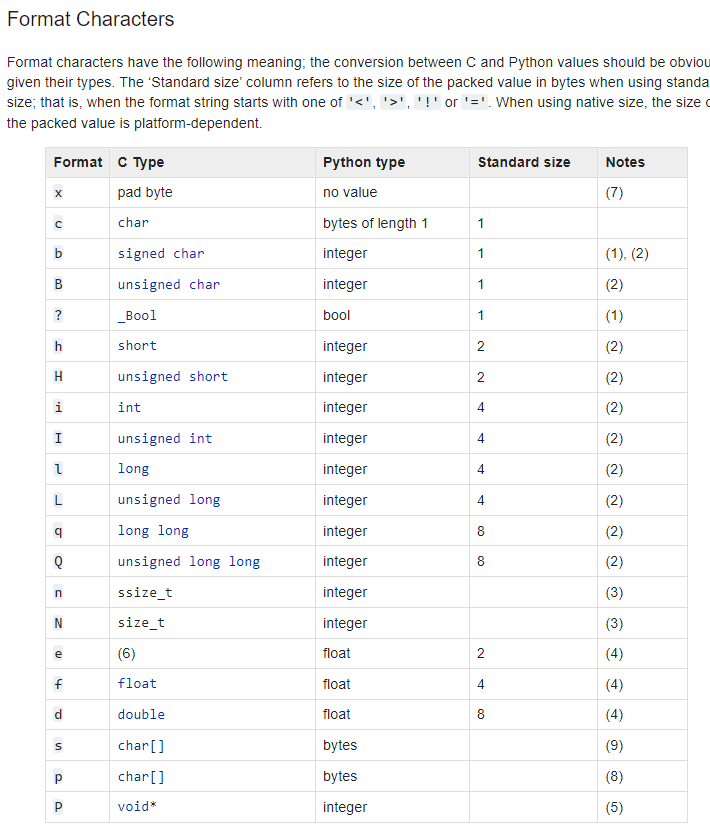 Format Characters
Format characters have the following meaning; the conversion between C and Python values should be
given their types. The ‘Standard size’ column refers to the size of the packed value in bytes when using
size; that is, when the format string starts with one of '<', '>', '!' or '='. When using native size, the size
the packed value is platform-dependent.
Format C Type Python type Standard size Notes
x pad byte no value (7)
c char bytes of length 1 1
b signed char integer 1 (1), (2)
B unsigned char integer 1 (2)
? _Bool bool 1 (1)
h short integer 2 (2)
H unsigned short integer 2 (2)
i int integer 4 (2)
I unsigned int integer 4 (2)
l long integer 4 (2)
L unsigned long integer 4 (2)
q long long integer 8 (2)
Q unsigned long long integer 8 (2)
n ssize_t integer (3)
N size_t integer (3)
e (6) float 2 (4)
f float float 4 (4)
d double float 8 (4)
s char[] bytes (9)
p char[] bytes (8)
P void* integer (5)